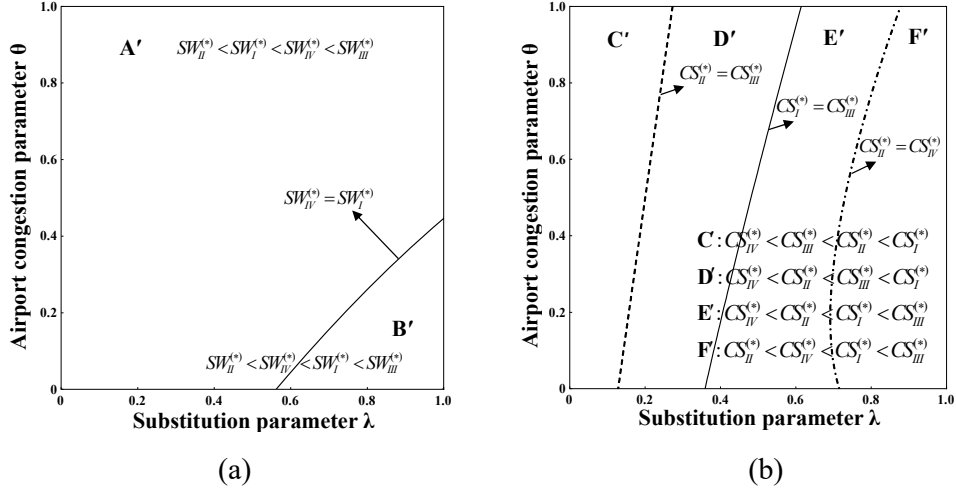 Airport congestion parameter θ
1.0
0.8
0.6
0.4
0.2
0
A′
SW_II^(*) < SW_I^(*) < SW_IV^(*) < SW_III^(*)
SW_IV^(*) = SW_I^(*)
B′
SW_II^(*) < SW_IV^(*) < SW_I^(*) < SW_III^(*)
0 0.2 0.4 0.6 0.8 1.0
Substitution parameter λ
(a)
Airport congestion parameter θ
1.0
0.8
0.6
0.4
0.2
0
C′ D′ E′ F′
CS_II^(*) = CS_III^(*)
CS_I^(*) = CS_III^(*)
CS_II^(*) = CS_IV^(*)
C′: CS_IV^(*) < CS_III^(*) < CS_II^(*) < CS_I^(*)
D′: CS_IV^(*) < CS_II^(*) < CS_III^(*) < CS_I^(*)
E′: CS_IV^(*) < CS_II^(*) < CS_I^(*) < CS_III^(*)
F′: CS_II^(*) < CS_IV^(*) < CS_I^(*) < CS_III^(*)
0 0.2 0.4 0.6 0.8 1.0
Substitution parameter λ
(b)